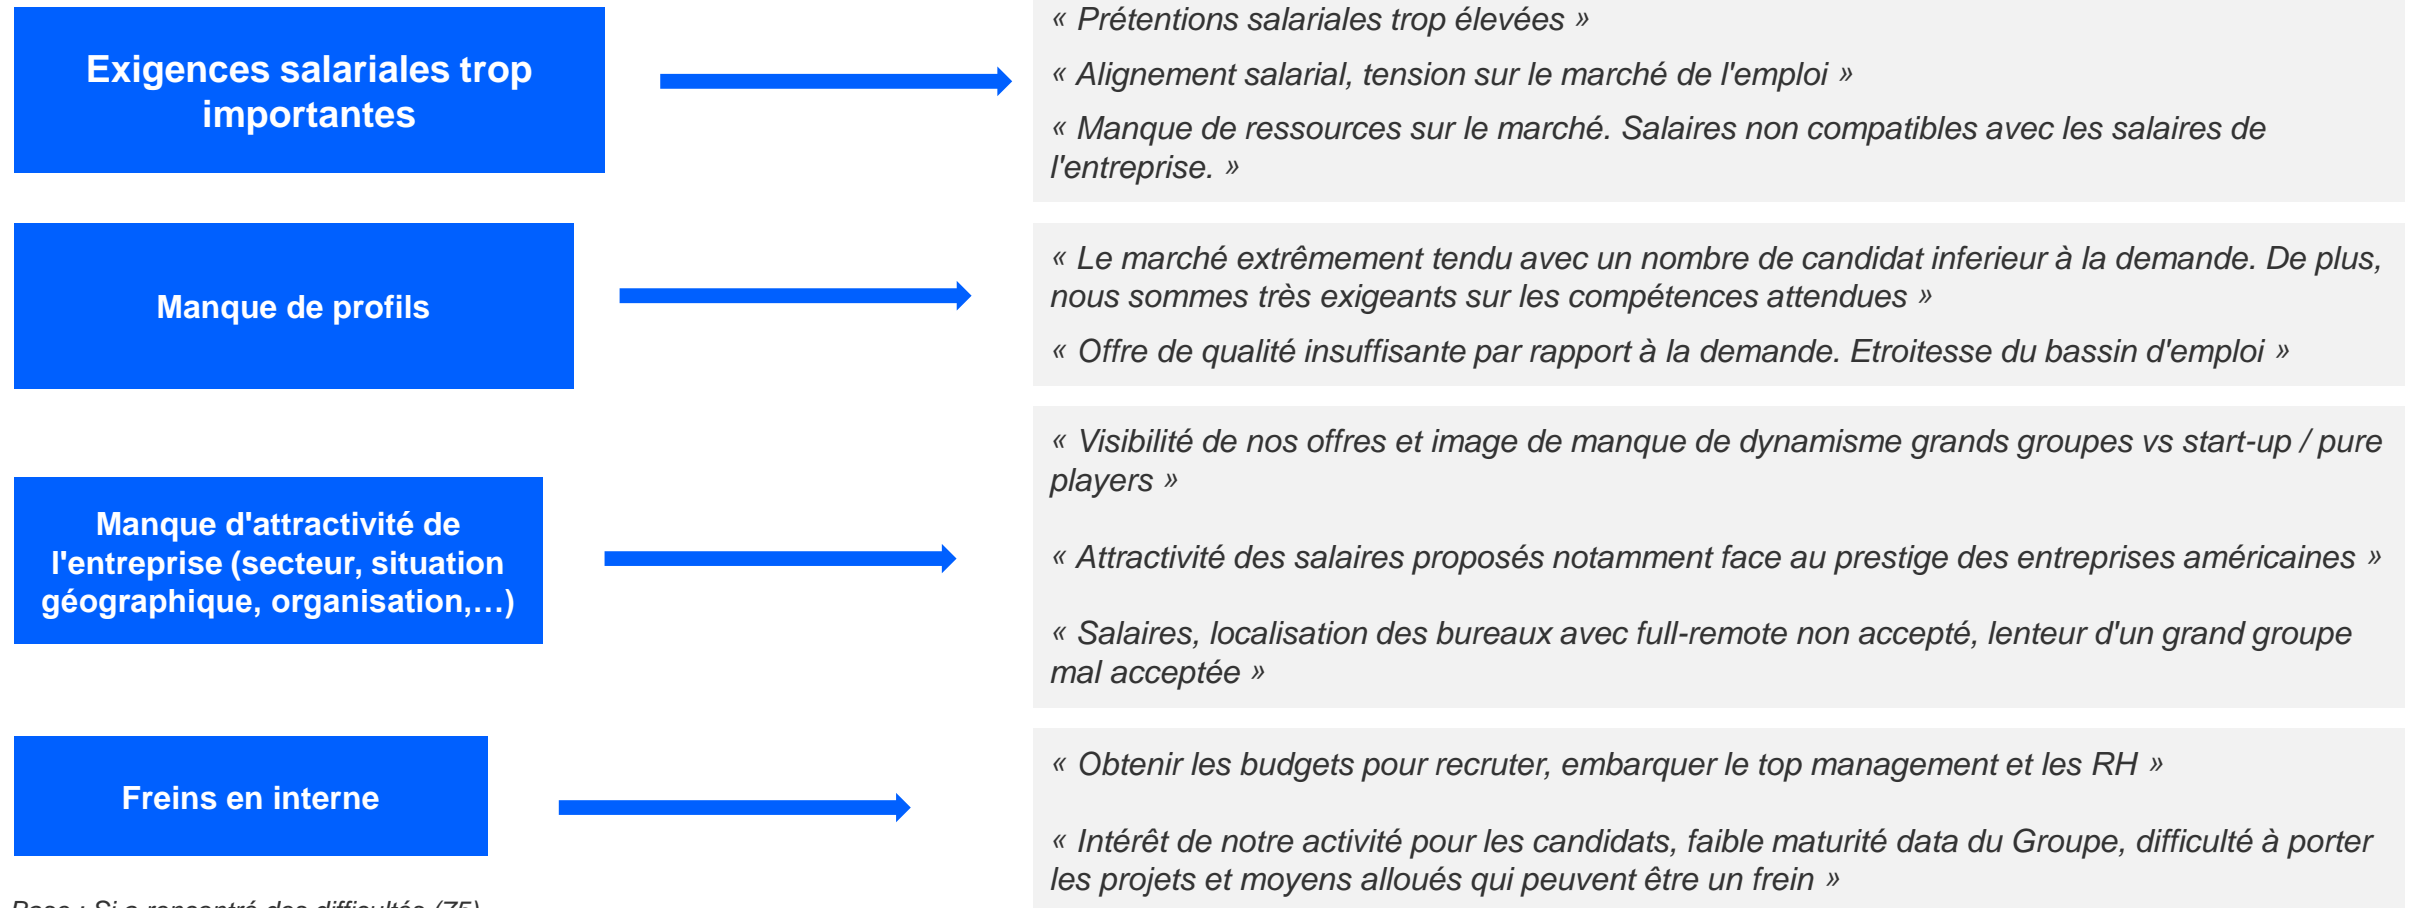 Exigences salariales trop
importantes
« Prétentions salariales trop élevées »
« Alignement salarial, tension sur le marché de l'emploi »
« Manque de ressources sur le marché. Salaires non compatibles avec les salaires de
l'entreprise. »
Manque de profils
« Le marché extrêmement tendu avec un nombre de candidat inferieur à la demande. De plus,
nous sommes très exigeants sur les compétences attendues »
« Offre de qualité insuffisante par rapport à la demande. Etroitesse du bassin d'emploi »
Manque d'attractivité de
l'entreprise (secteur, situation
géographique, organisation,…)
« Visibilité de nos offres et image de manque de dynamisme grands groupes vs start-up / pure
players »
« Attractivité des salaires proposés notamment face au prestige des entreprises américaines »
« Salaires, localisation des bureaux avec full-remote non accepté, lenteur d'un grand groupe
mal acceptée »
Freins en interne
« Obtenir les budgets pour recruter, embarquer le top management et les RH »
« Intérêt de notre activité pour les candidats, faible maturité data du Groupe, difficulté à porter
les projets et moyens alloués qui peuvent être un frein »
Base : Si a rencontré des difficultés (75)